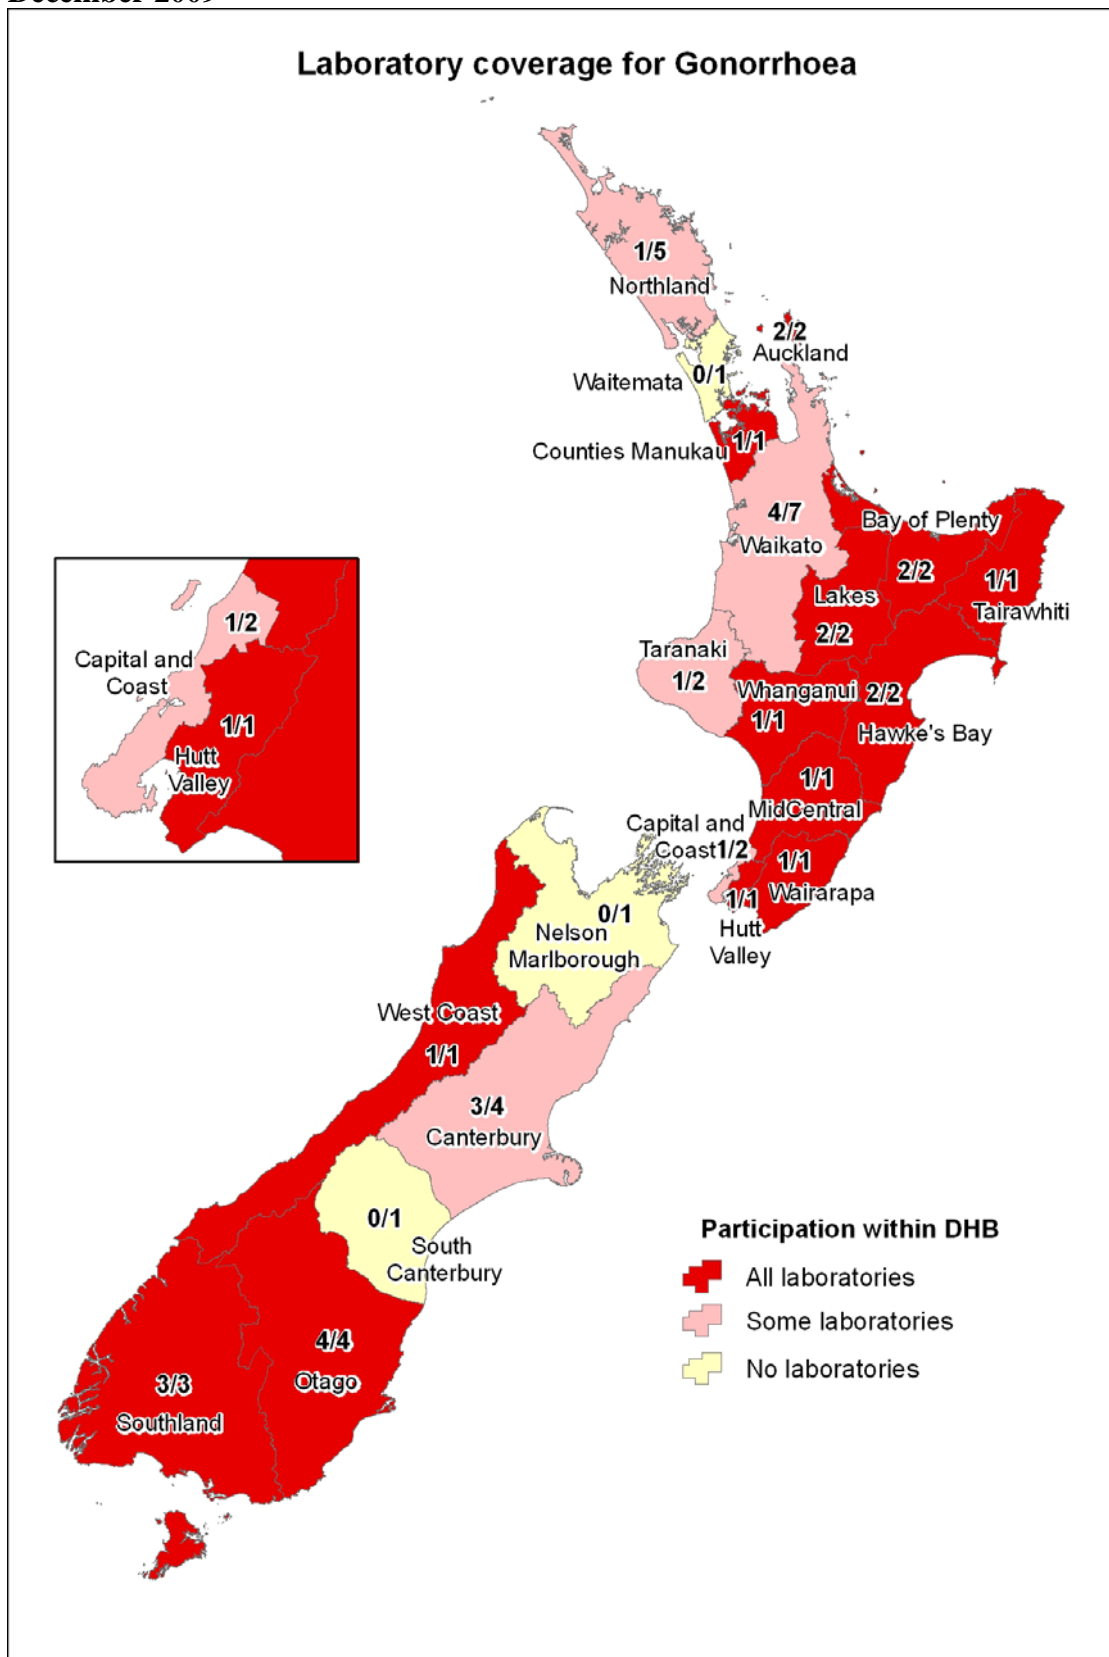 December 2009
Laboratory coverage for Gonorrhoea
1/5
Northland
2/2
Auckland
0/1
Waitemata
1/1
Counties Manukau
4/7
Waikato
Bay of Plenty
2/2
1/1
Tairawhiti
Lakes
2/2
Taranaki
1/2
Whanganui
1/1
2/2
Hawke's Bay
1/1
MidCentral
Capital and
Coast 1/2
1/1
Wairarapa
1/1
Hutt
Valley
1/2
Capital and
Coast
1/1
Hutt
Valley
0/1
Nelson
Marlborough
West Coast
1/1
3/4
Canterbury
0/1
South
Canterbury
4/4
Otago
3/3
Southland
Participation within DHB
All laboratories
Some laboratories
No laboratories